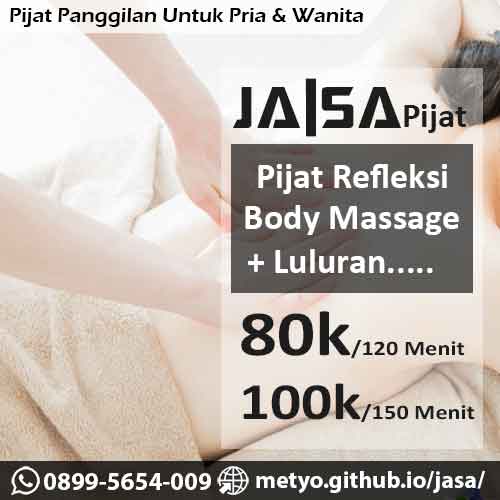 Pijat Panggilan Untuk Pria & Wanita
JA|SA Pijat
Pijat Refleksi
Body Massage
+ Luluran.....
80k/120 Menit
100k/150 Menit
0899-5654-009 metyo.github.io/jasa/